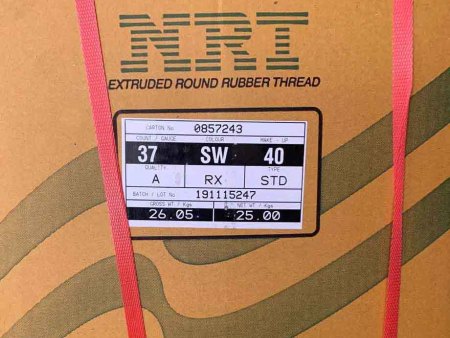 NRT
EXTRUDED ROUND RUBBER THREAD
CARTON No 0857243
COUNT / GAUGE COLOUR MAKE - UP
37 SW 40
QUALITY TYPE
A RX STD
BATCH / LOT No 191115247
GROSS WT / Kgs NET WT / Kgs
26.05 25.00